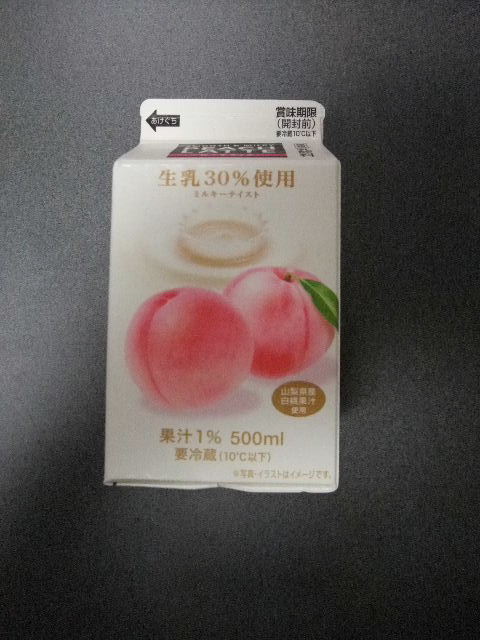 あけぐち
賞味期限
（開封前）
要冷蔵10℃以下
LATTE
生乳30%使用
ミルキーテイスト
山梨県産
白桃果汁
使用
果汁1% 500ml
要冷蔵(10℃以下)
※写真・イラストはイメージです。